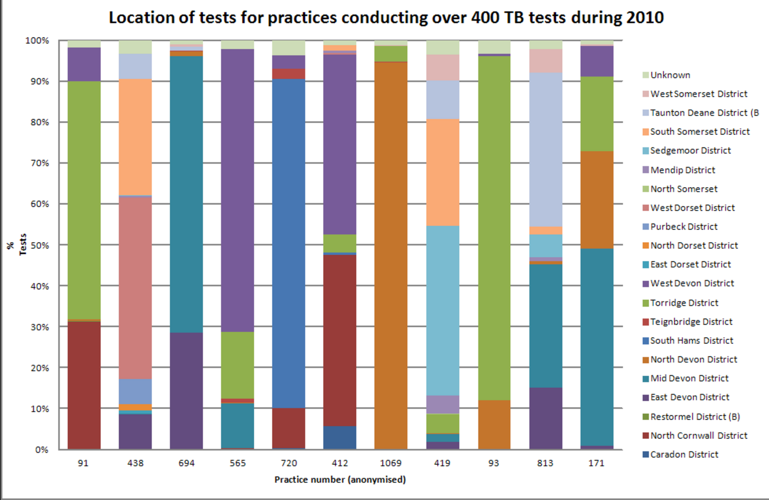 Location of tests for practices conducting over 400 TB tests during 2010
100%
90%
80%
70%
60%
50%
40%
30%
20%
10%
0%
%
Tests
91 438 694 565 720 412 1069 419 93 813 171
Practice number (anonymised)
Unknown
West Somerset District
Taunton Deane District (B
South Somerset District
Sedgemoor District
Mendip District
North Somerset
West Dorset District
Purbeck District
North Dorset District
East Dorset District
West Devon District
Torridge District
Teignbridge District
South Hams District
North Devon District
Mid Devon District
East Devon District
Restormel District (B)
North Cornwall District
Caradon District